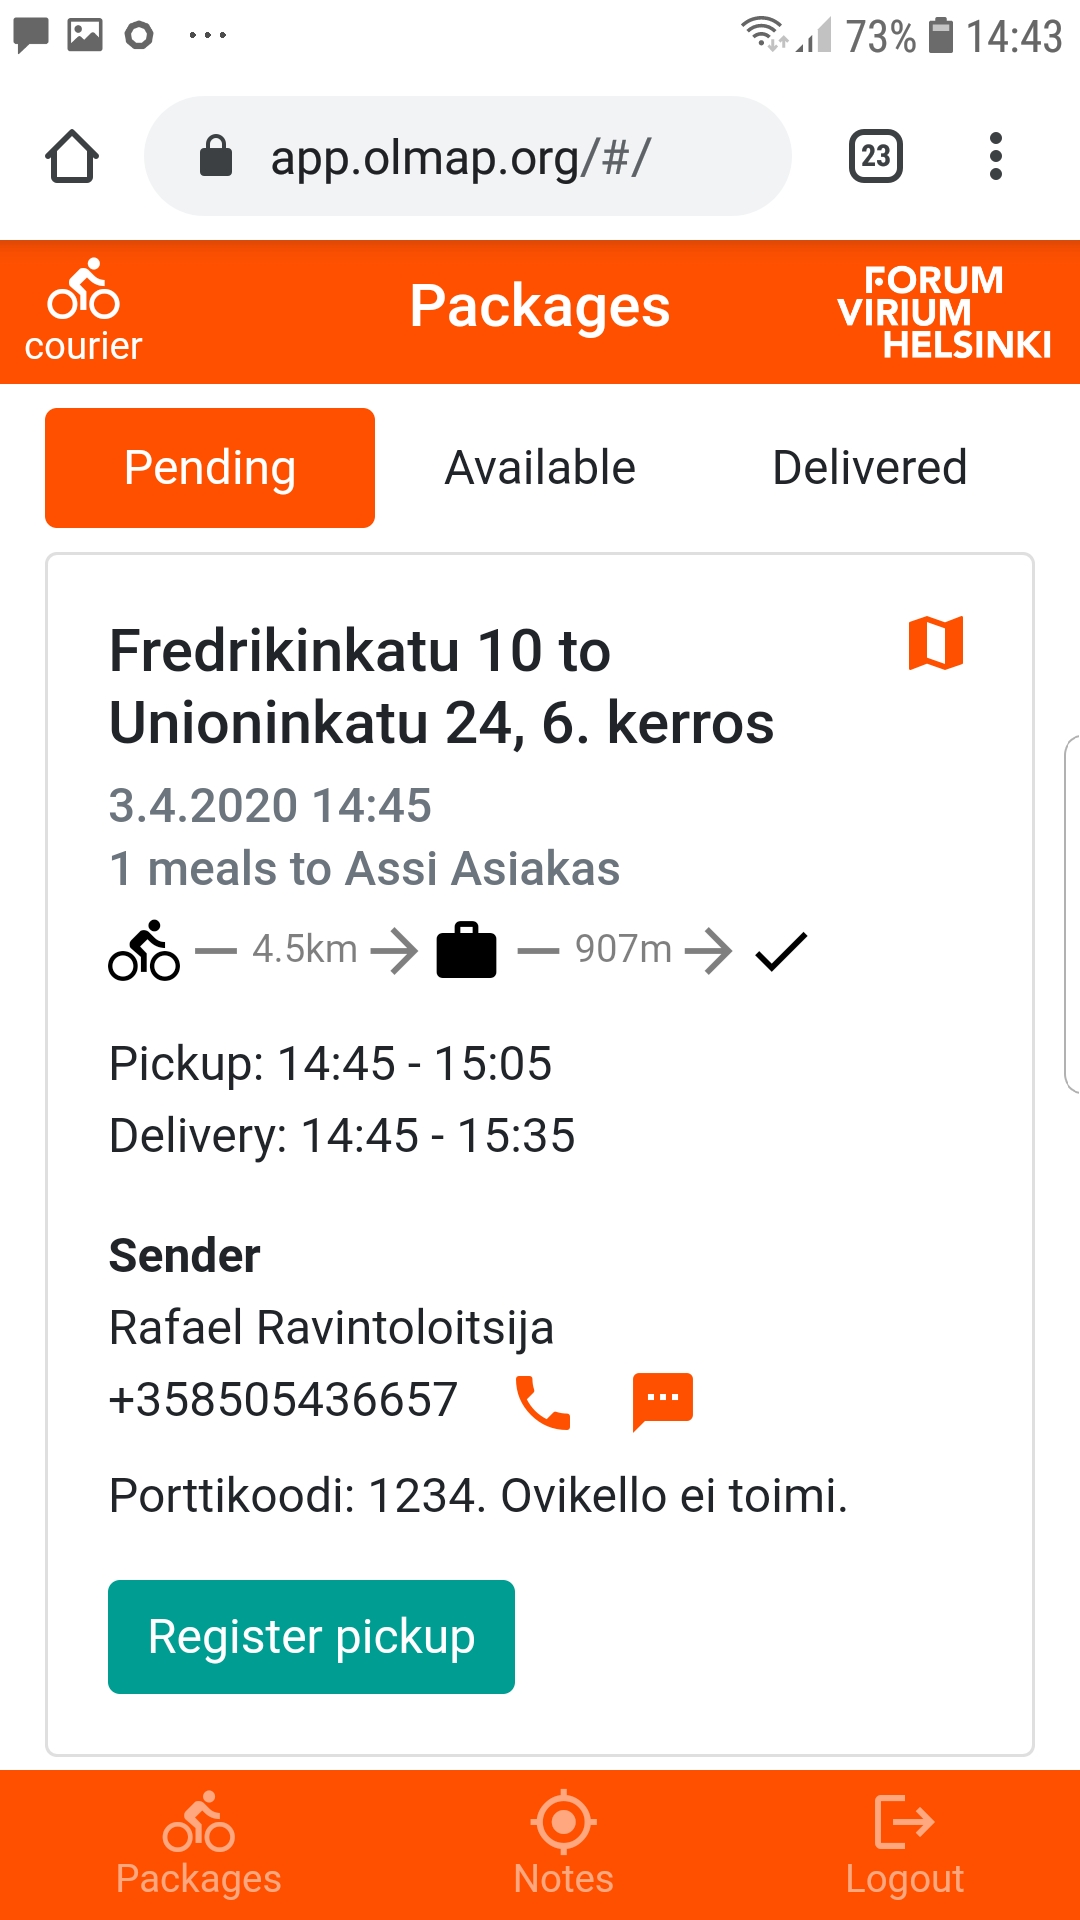 73% 14:43
app.olmap.org/#/
23
courier
Packages
FORUM
VIRIUM
HELSINKI
Pending Available Delivered
Fredrikinkatu 10 to
Unioninkatu 24, 6. kerros
3.4.2020 14:45
1 meals to Assi Asiakas
4.5km 907m
Pickup: 14:45 - 15:05
Delivery: 14:45 - 15:35
Sender
Rafael Ravintoloitsija
+358505436657
Porttikoodi: 1234. Ovikello ei toimi.
Register pickup
Packages Notes Logout